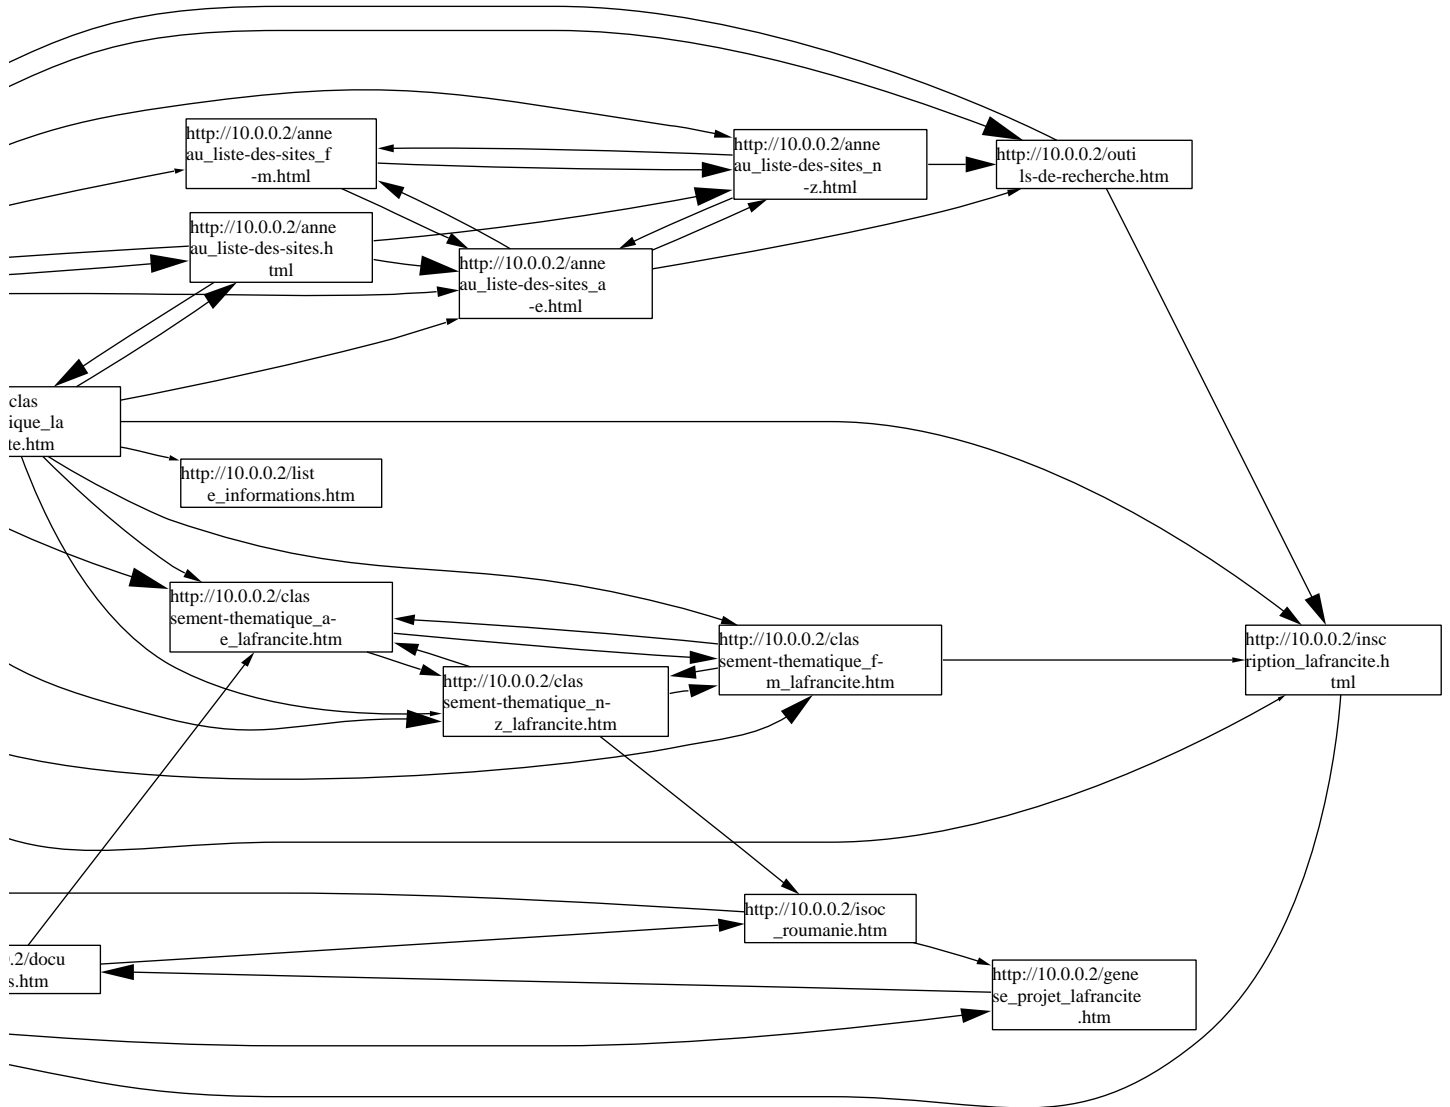 http://10.0.0.2/anne
au_liste-des-sites_f
-m.html
http://10.0.0.2/anne
au_liste-des-sites_n
-z.html
http://10.0.0.2/outi
ls-de-recherche.htm
http://10.0.0.2/anne
au_liste-des-sites.h
tml
http://10.0.0.2/anne
au_liste-des-sites_a
-e.html
clas
ique_la
te.htm
http://10.0.0.2/list
e_informations.htm
http://10.0.0.2/clas
sement-thematique_a-
e_lafrancite.htm
http://10.0.0.2/clas
sement-thematique_f-
m_lafrancite.htm
http://10.0.0.2/insc
ription_lafrancite.h
tml
http://10.0.0.2/clas
sement-thematique_n-
z_lafrancite.htm
http://10.0.0.2/isoc
_roumanie.htm
.2/docu
s.htm
http://10.0.0.2/gene
se_projet_lafrancite
.htm